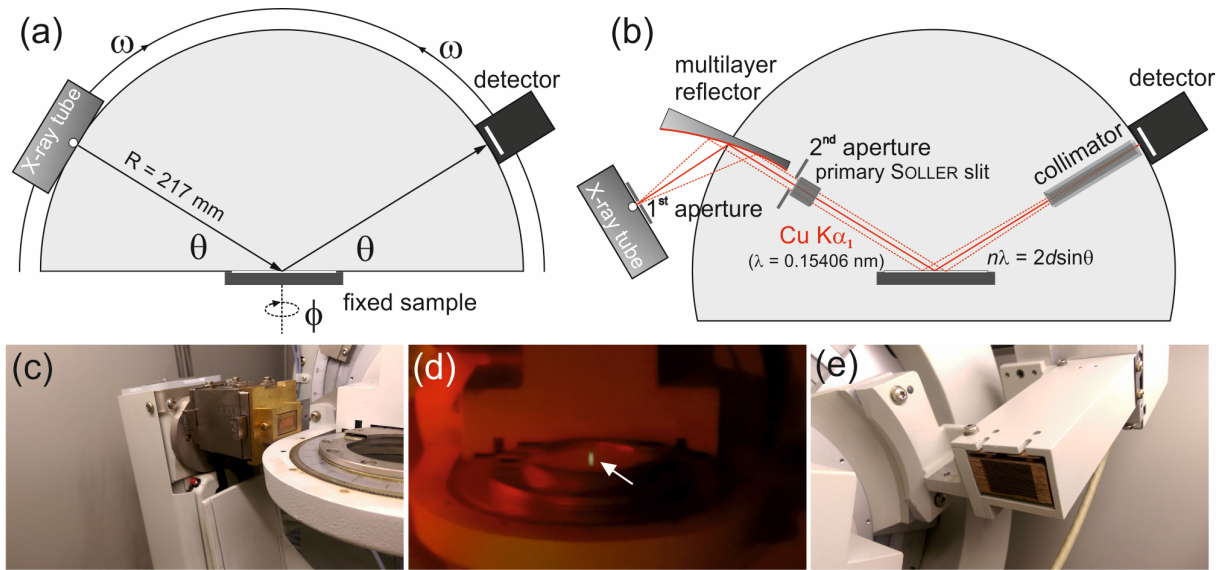 (a)
ω
ω
detector
X-ray tube
R = 217 mm
θ
θ
fixed sample
ϕ
(b)
multilayer
reflector
detector
2nd aperture
primary SOLLER slit
collimator
X-ray tube
1st aperture
Cu Kα1
(λ = 0.15406 nm)
nλ = 2dsinθ
(c)
(d)
(e)